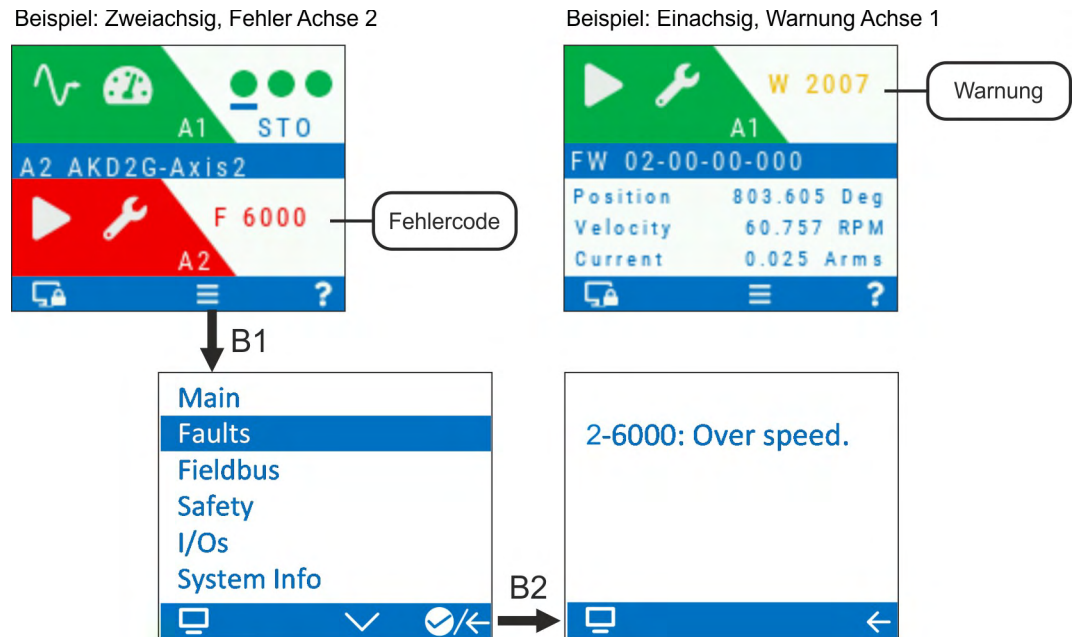 Beispiel: Zweiachsig, Fehler Achse 2
A1
STO
A2 AKD2G-Axis2
F 6000
A2
?
Fehlercode
Beispiel: Einachsig, Warnung Achse 1
W 2007
A1
FW 02-00-00-000
Position 803.605 Deg
Velocity 60.757 RPM
Current 0.025 Arms
?
Warnung
B1
Main
Faults
Fieldbus
Safety
I/Os
System Info
/
B2
2-6000: Over speed.